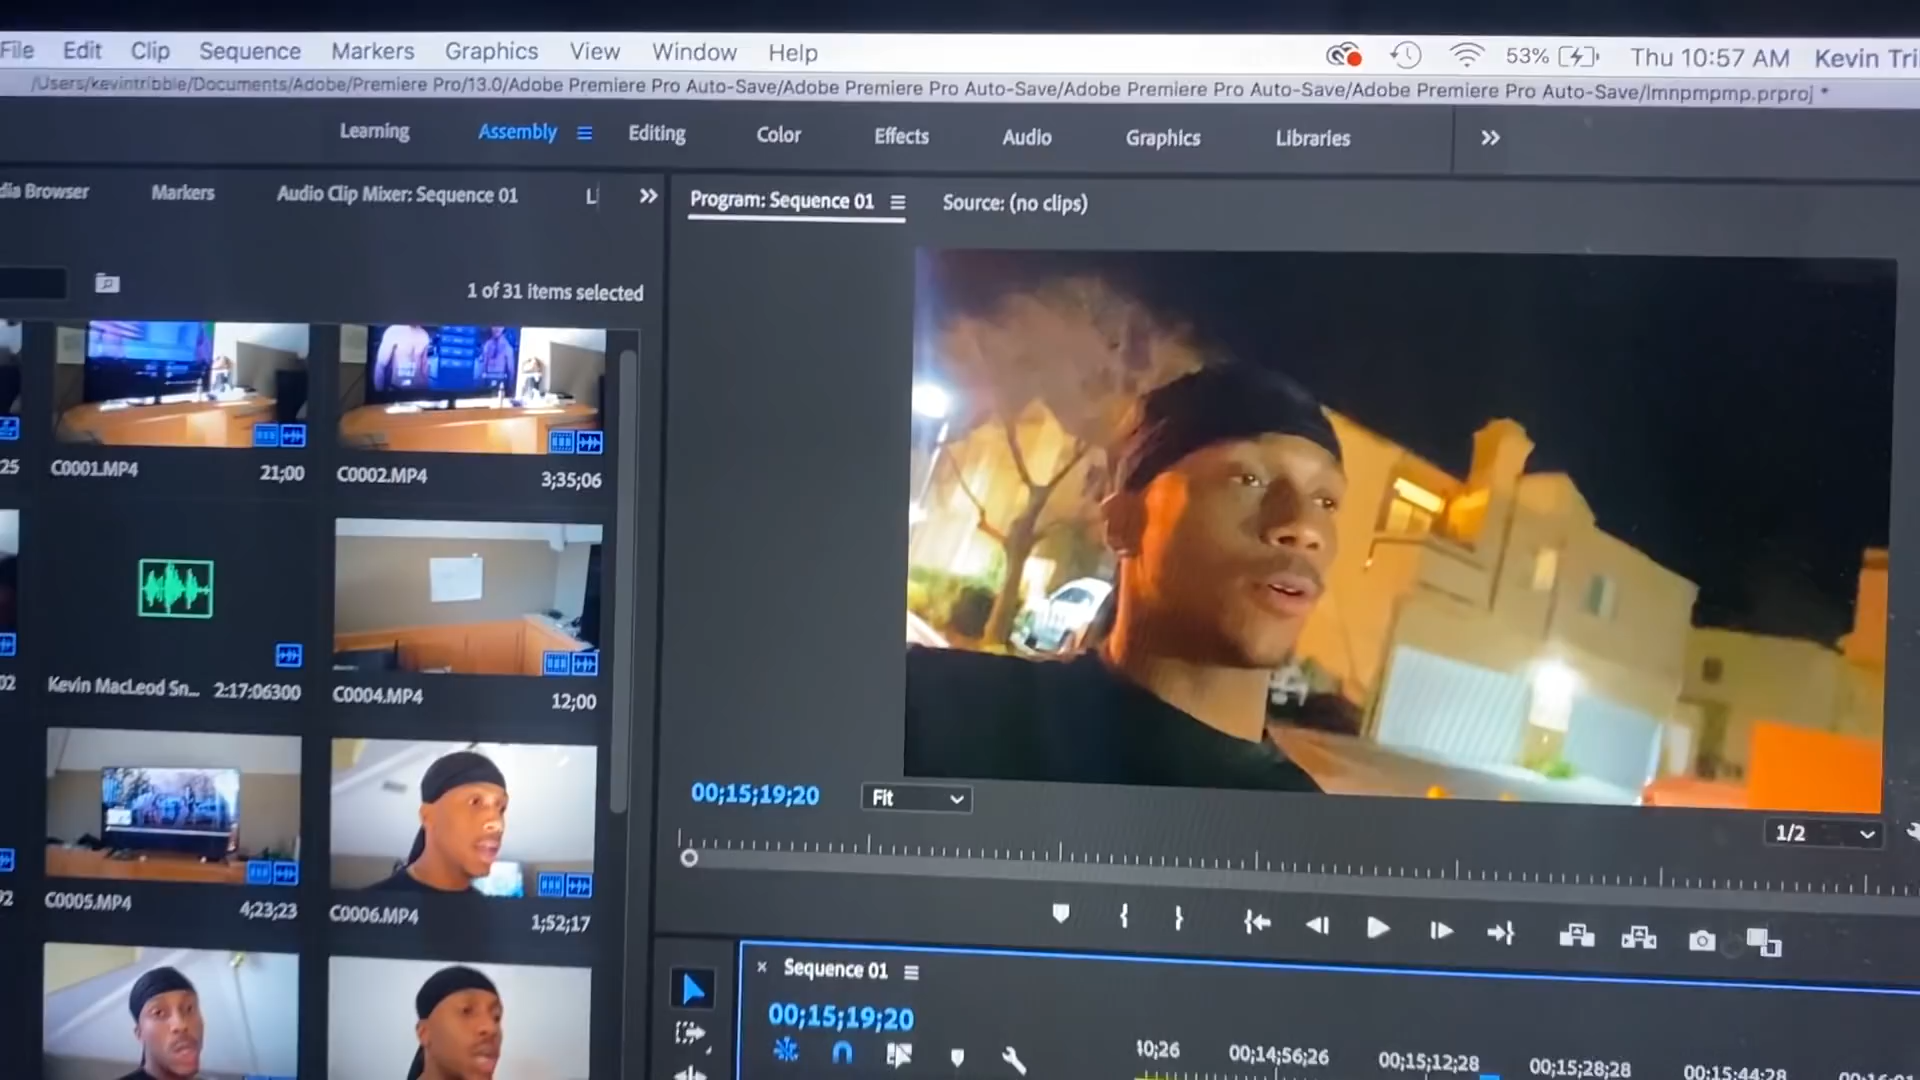 File Edit Clip Sequence Markers Graphics View Window Help 53% Thu 10:57 AM Kevin Tri
/Users/kevintribble/Documents/Adobe/Premiere Pro/13.0/Adobe Premiere Pro Auto-Save/Adobe Premiere Pro Auto-Save/Adobe Premiere Pro Auto-Save/Adobe Premiere Pro Auto-Save/lmnpmpmp.prproj *
Learning Assembly Editing Color Effects Audio Graphics Libraries
dia Browser Markers Audio Clip Mixer: Sequence 01 L
Program: Sequence 01 Source: (no clips)
1 of 31 items selected
25 C0001.MP4 21;00 C0002.MP4 3;35;06
02 Kevin MacLeod Sn... 2:17:06300 C0004.MP4 12;00
C0005.MP4 4;23;23 C0006.MP4 1;52;17
00;15;19;20 Fit 1/2
Sequence 01
00;15;19;20
10;26 00;14;56;26 00;15;12;28 00;15;28;28 00;15;44;28